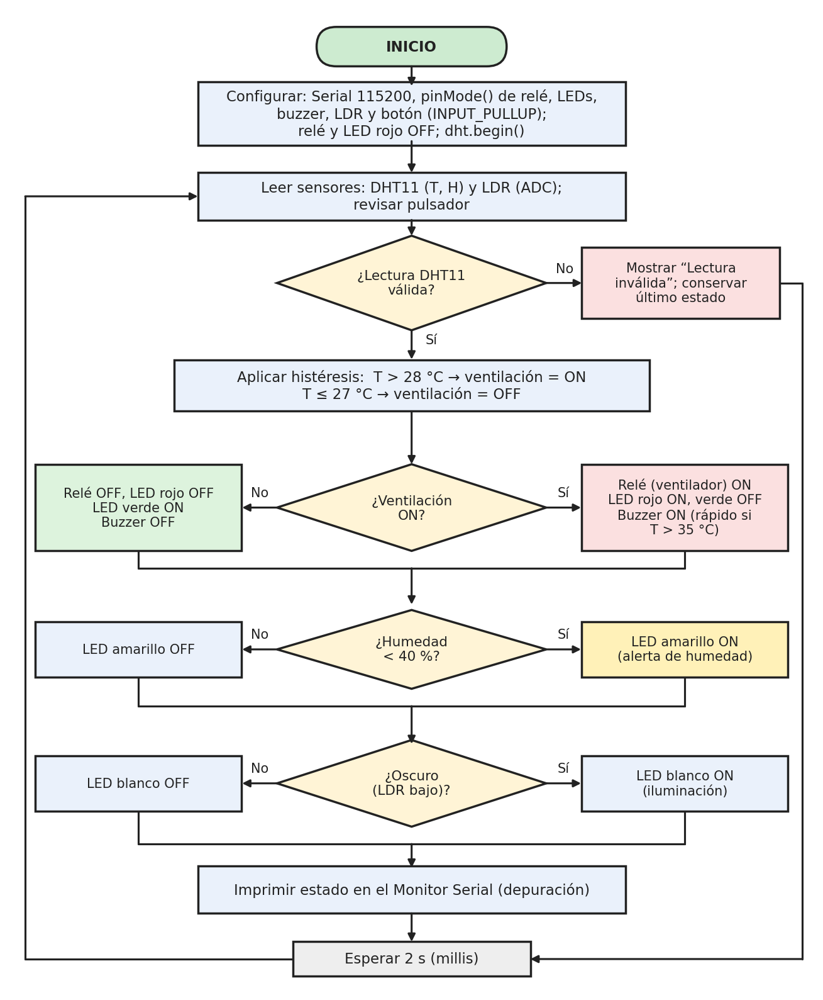 INICIO
Configurar: Serial 115200, pinMode() de relé, LEDs,
buzzer, LDR y botón (INPUT_PULLUP);
relé y LED rojo OFF; dht.begin()
Leer sensores: DHT11 (T, H) y LDR (ADC);
revisar pulsador
¿Lectura DHT11
válida?
No
Mostrar “Lectura
inválida”; conservar
último estado
Sí
Aplicar histéresis:  T > 28 °C → ventilación = ON
T ≤ 27 °C → ventilación = OFF
Relé OFF, LED rojo OFF
LED verde ON
Buzzer OFF
No
¿Ventilación
ON?
Sí
Relé (ventilador) ON
LED rojo ON, verde OFF
Buzzer ON (rápido si
T > 35 °C)
LED amarillo OFF
No
¿Humedad
< 40 %?
Sí
LED amarillo ON
(alerta de humedad)
LED blanco OFF
No
¿Oscuro
(LDR bajo)?
Sí
LED blanco ON
(iluminación)
Imprimir estado en el Monitor Serial (depuración)
Esperar 2 s (millis)